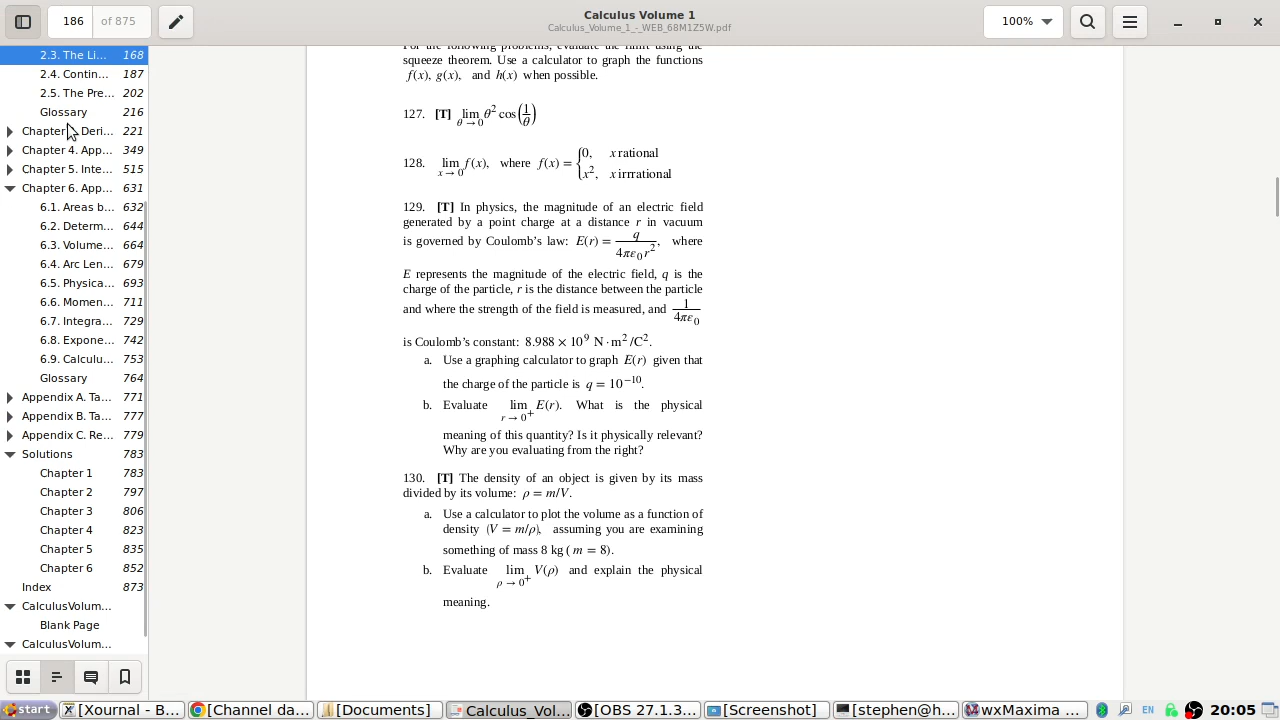 186 of 875
Calculus Volume 1
Calculus_Volume_1_-_WEB_68M1Z5W.pdf
100%
2.3. The Li... 168
2.4. Contin... 187
2.5. The Pre... 202
Glossary 216
Deri... 221
Chapter 4. App... 349
Chapter 5. Inte... 515
Chapter 6. App... 631
6.1. Areas b... 632
6.2. Determ... 644
6.3. Volume... 664
6.4. Arc Len... 679
6.5. Physica... 693
6.6. Momen... 711
6.7. Integra... 729
6.8. Expone... 742
6.9. Calculu... 753
Glossary 764
Appendix A. Ta... 771
Appendix B. Ta... 777
Appendix C. Re... 779
Solutions 783
Chapter 1 783
Chapter 2 797
Chapter 3 806
Chapter 4 823
Chapter 5 835
Chapter 6 852
Index 873
CalculusVolum...
Blank Page
CalculusVolum...
For the following problems, evaluate the limit using the
squeeze theorem. Use a calculator to graph the functions
f(x), g(x), and h(x) when possible.
127. [T] lim θ→0 θ² cos(1/θ)
128. lim x→0 f(x), where f(x) = {0, x rational
x², x irrrational
129. [T] In physics, the magnitude of an electric field
generated by a point charge at a distance r in vacuum
is governed by Coulomb's law: E(r) = q/(4πε₀r²), where
E represents the magnitude of the electric field, q is the
charge of the particle, r is the distance between the particle
and where the strength of the field is measured, and 1/(4πε₀)
is Coulomb's constant: 8.988 × 10⁹ N·m²/C².
a. Use a graphing calculator to graph E(r) given that
the charge of the particle is q = 10⁻¹⁰.
b. Evaluate lim r→0⁺ E(r). What is the physical
meaning of this quantity? Is it physically relevant?
Why are you evaluating from the right?
130. [T] The density of an object is given by its mass
divided by its volume: ρ = m/V.
a. Use a calculator to plot the volume as a function of
density (V = m/ρ), assuming you are examining
something of mass 8 kg (m = 8).
b. Evaluate lim ρ→0⁺ V(ρ) and explain the physical
meaning.
start [Xournal - B... [Channel da... [Documents] Calculus_Vol... [OBS 27.1.3... [Screenshot] [stephen@h... wxMaxima ... EN 20:05